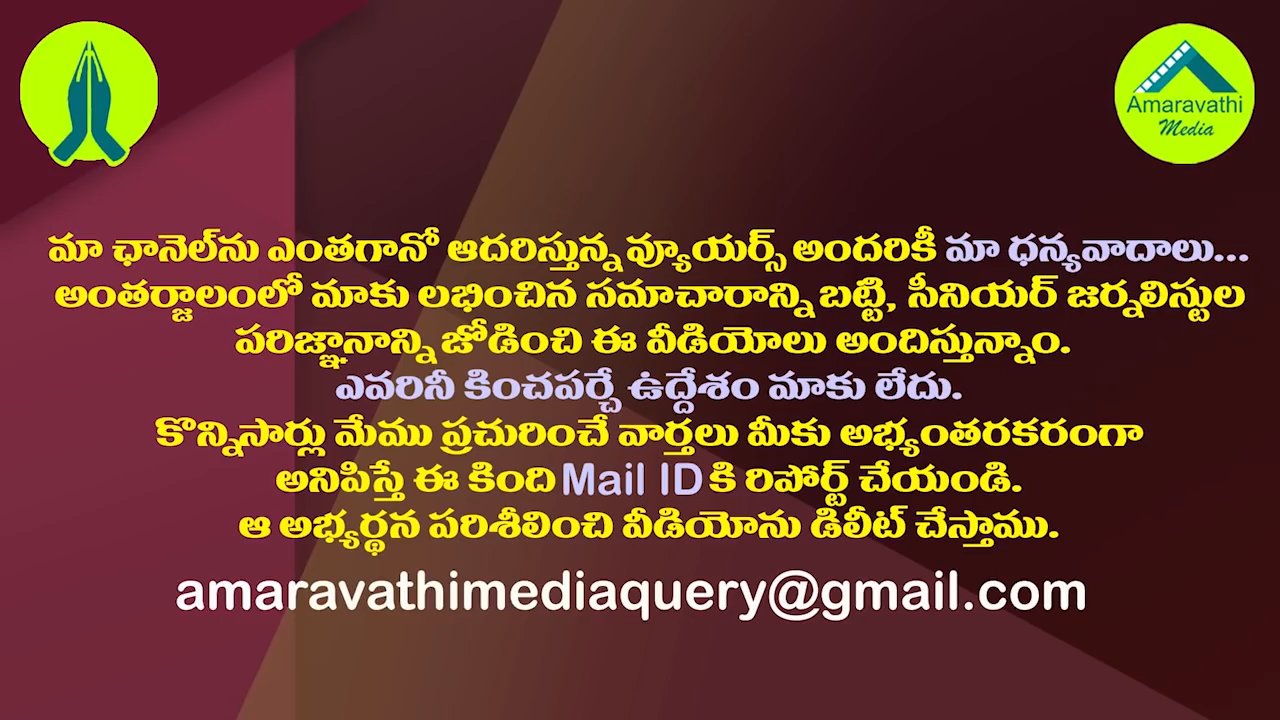 Amaravathi
Media
మా ఛానెల్‌ను ఎంతగానో ఆదరిస్తున్న వ్యూయర్స్ అందరికీ మా ధన్యవాదాలు...
అంతర్జాలంలో మాకు లభించిన సమాచారాన్ని బట్టి, సీనియర్ జర్నలిస్టుల
పరిజ్ఞానాన్ని జోడించి ఈ వీడియోలు అందిస్తున్నాం.
ఎవరినీ కించపర్చే ఉద్దేశం మాకు లేదు.
కొన్నిసార్లు మేము ప్రచురించే వార్తలు మీకు అభ్యంతరకరంగా
అనిపిస్తే ఈ కింది Mail ID కి రిపోర్ట్ చేయండి.
ఆ అభ్యర్థన పరిశీలించి వీడియోను డిలీట్ చేస్తాము.
amaravathimediaquery@gmail.com